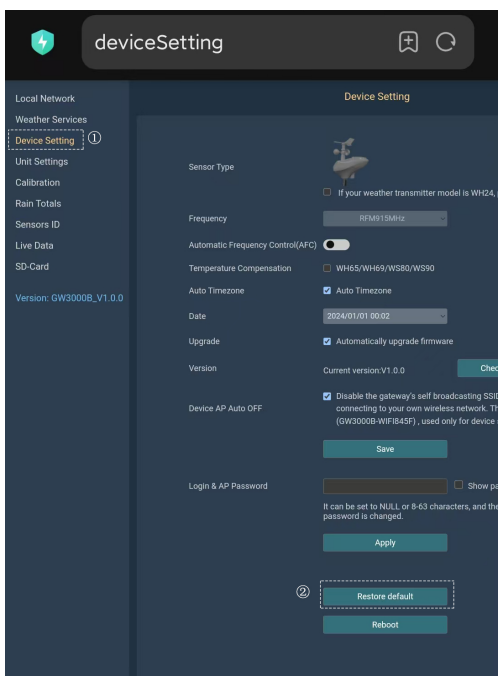 deviceSetting
Local Network
Weather Services
Device Setting ①
Unit Settings
Calibration
Rain Totals
Sensors ID
Live Data
SD-Card
Version: GW3000B_V1.0.0
Device Setting
Sensor Type
If your weather transmitter model is WH24,
Frequency RFM915MHz
Automatic Frequency Control(AFC)
Temperature Compensation WH65/WH69/WS80/WS90
Auto Timezone Auto Timezone
Date 2024/01/01 00:02
Upgrade Automatically upgrade firmware
Version Current version:V1.0.0 Chec
Device AP Auto OFF
Disable the gateway's self broadcasting SSID
connecting to your own wireless network. Th
(GW3000B-WIFI845F) , used only for device
Save
Login & AP Password Show pa
It can be set to NULL or 8-63 characters, and the
password is changed.
Apply
② Restore default
Reboot